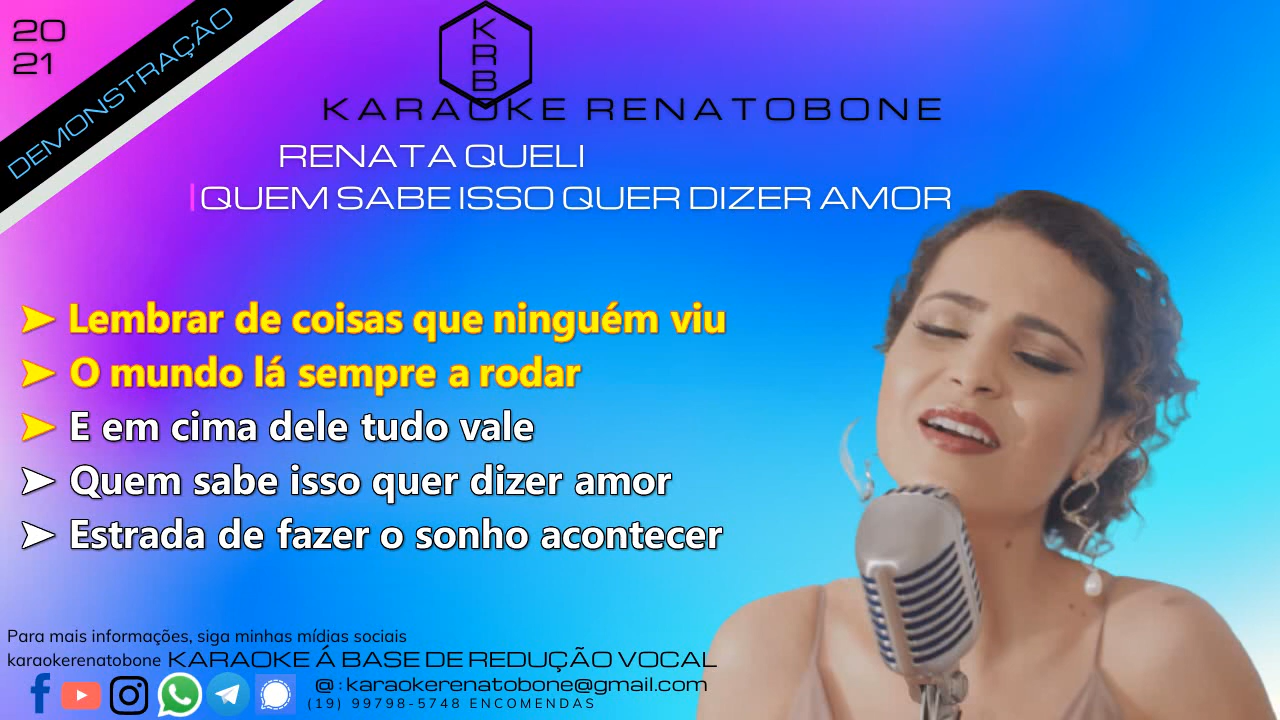 20
21
DEMONSTRAÇÃO
KRB
KARAOKE RENATOBONE
RENATA QUELI
QUEM SABE ISSO QUER DIZER AMOR
Lembrar de coisas que ninguém viu
O mundo lá sempre a rodar
E em cima dele tudo vale
Quem sabe isso quer dizer amor
Estrada de fazer o sonho acontecer
Para mais informações, siga minhas mídias sociais
karaokerenatobone KARAOKE Á BASE DE REDUÇÃO VOCAL
@:karaokerenatobone@gmail.com
(19) 99798-5748 ENCOMENDAS